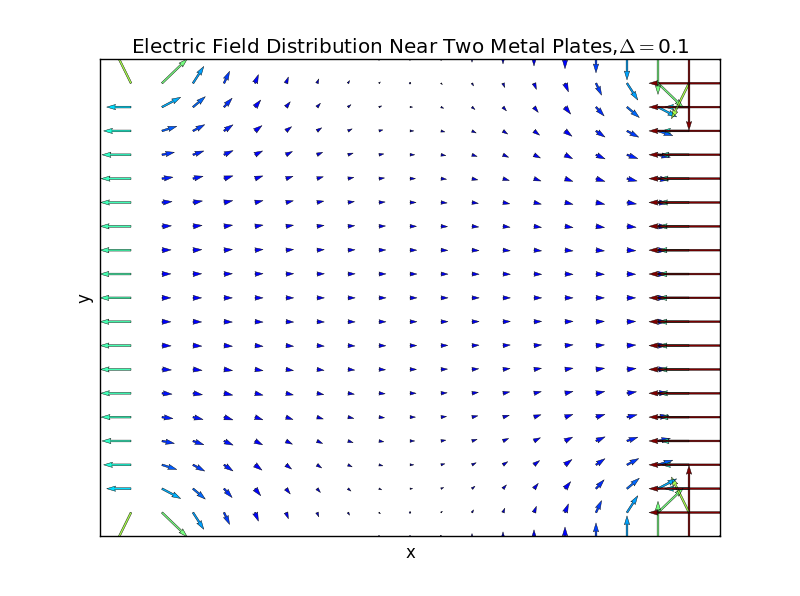 Electric Field Distribution Near Two Metal Plates,Δ = 0.1
y
x